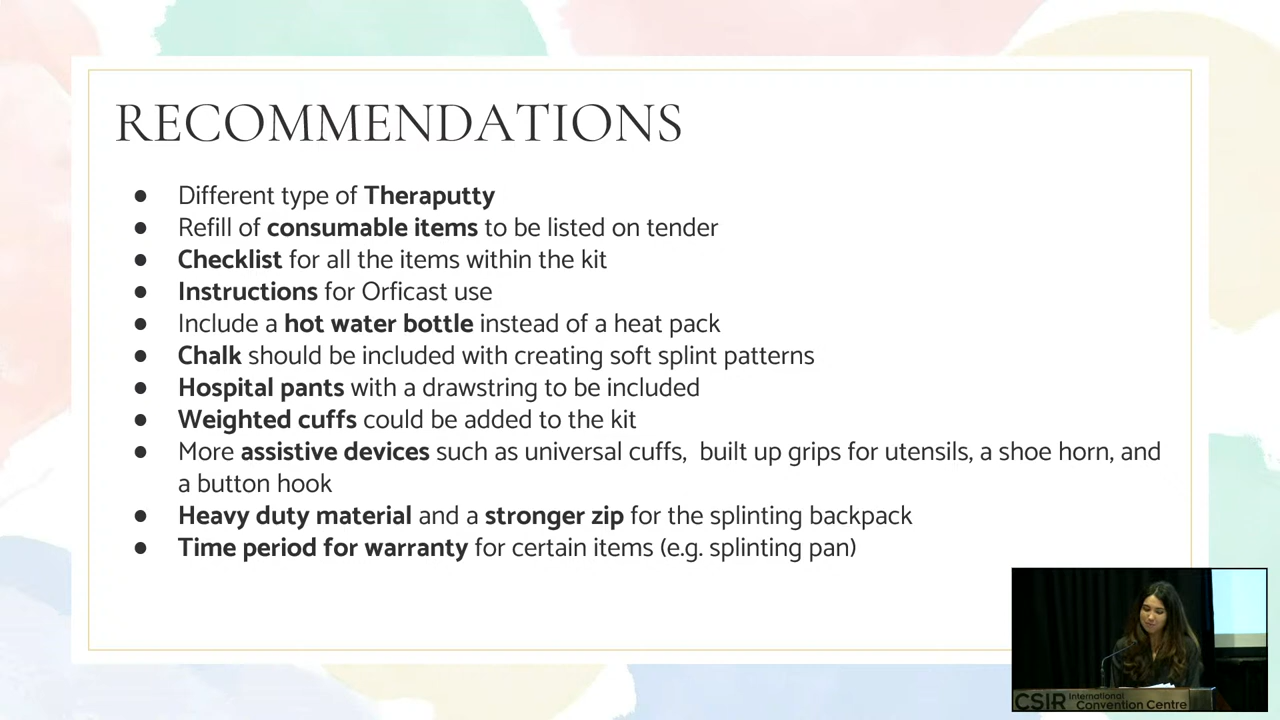 RECOMMENDATIONS
● Different type of Theraputty
● Refill of consumable items to be listed on tender
● Checklist for all the items within the kit
● Instructions for Orficast use
● Include a hot water bottle instead of a heat pack
● Chalk should be included with creating soft splint patterns
● Hospital pants with a drawstring to be included
● Weighted cuffs could be added to the kit
● More assistive devices such as universal cuffs,  built up grips for utensils, a shoe horn, and
a button hook
● Heavy duty material and a stronger zip for the splinting backpack
● Time period for warranty for certain items (e.g. splinting pan)
CSIR International
Convention Centre